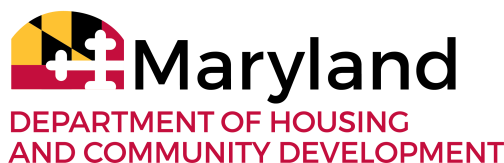 Maryland
DEPARTMENT OF HOUSING
AND COMMUNITY DEVELOPMENT